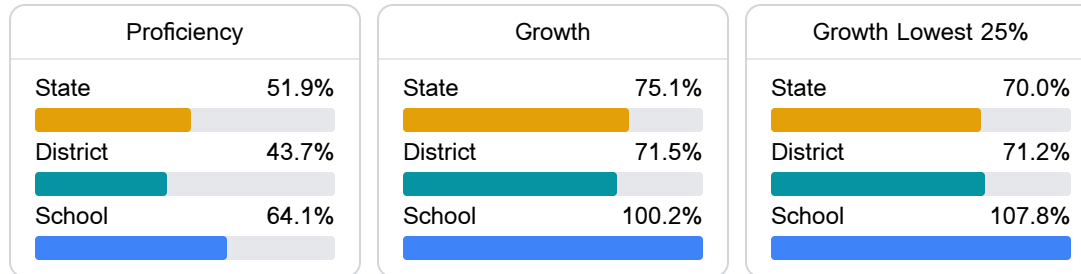 Proficiency
State 51.9%
District 43.7%
School 64.1%
Growth
State 75.1%
District 71.5%
School 100.2%
Growth Lowest 25%
State 70.0%
District 71.2%
School 107.8%